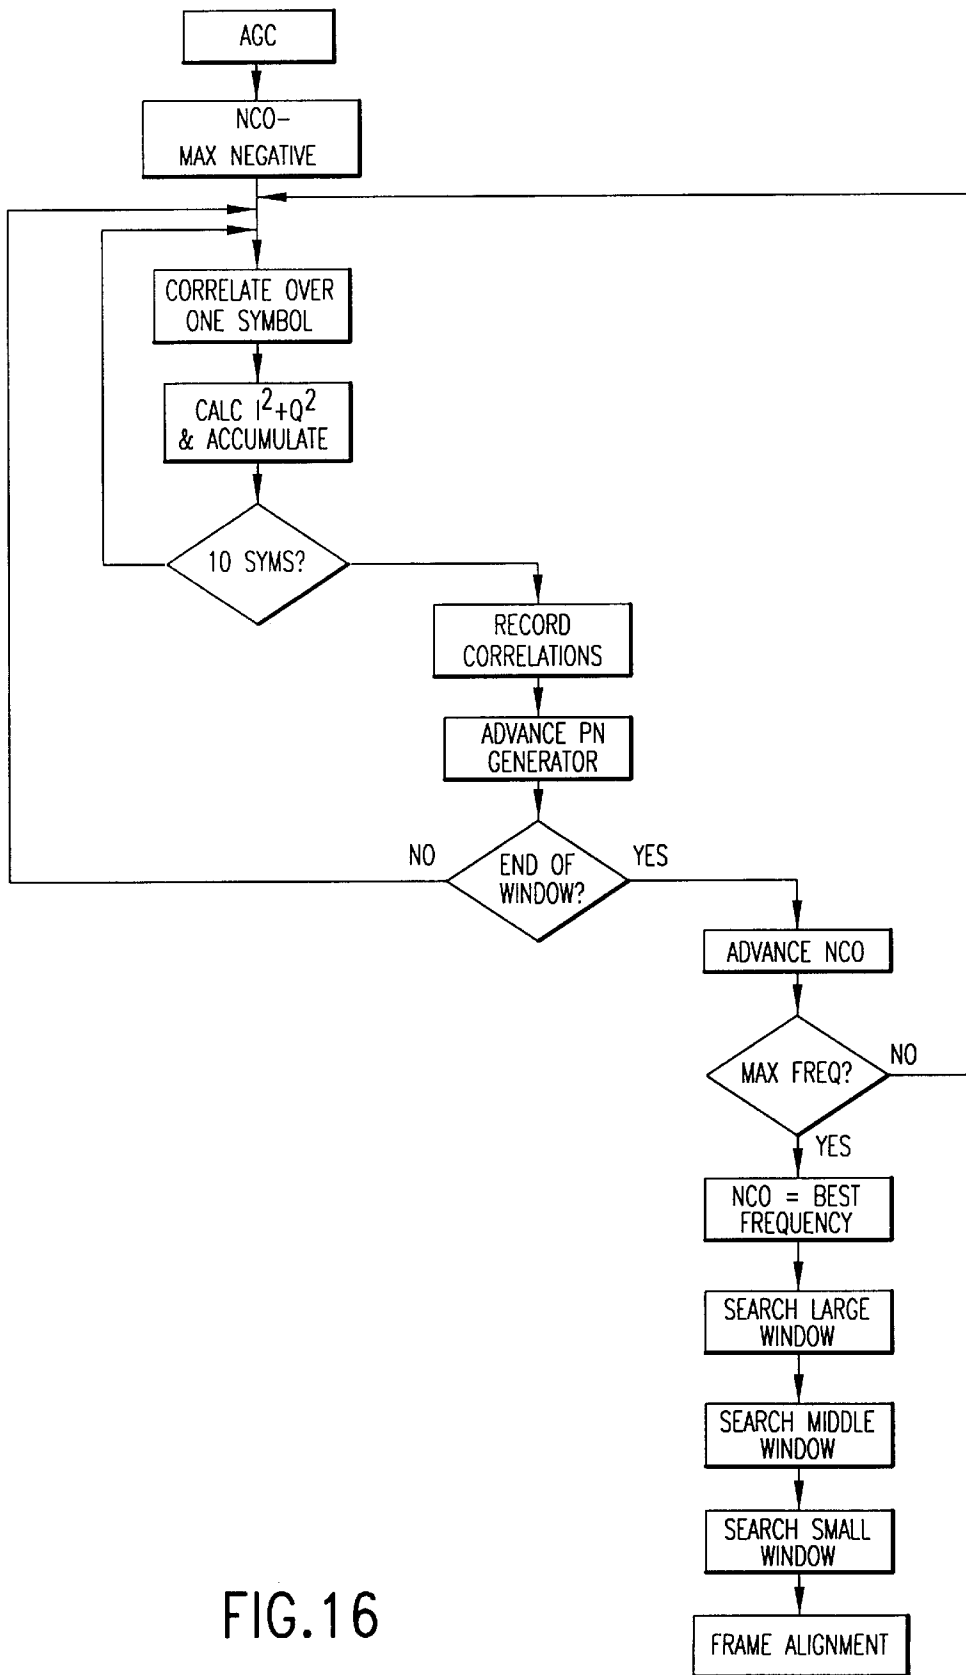 AGC
NCO-
MAX NEGATIVE
CORRELATE OVER
ONE SYMBOL
CALC I²+Q²
& ACCUMULATE
10 SYMS?
RECORD
CORRELATIONS
ADVANCE PN
GENERATOR
NO
END OF
WINDOW?
YES
ADVANCE NCO
MAX FREQ?
NO
YES
NCO = BEST
FREQUENCY
SEARCH LARGE
WINDOW
SEARCH MIDDLE
WINDOW
SEARCH SMALL
WINDOW
FRAME ALIGNMENT
FIG.16